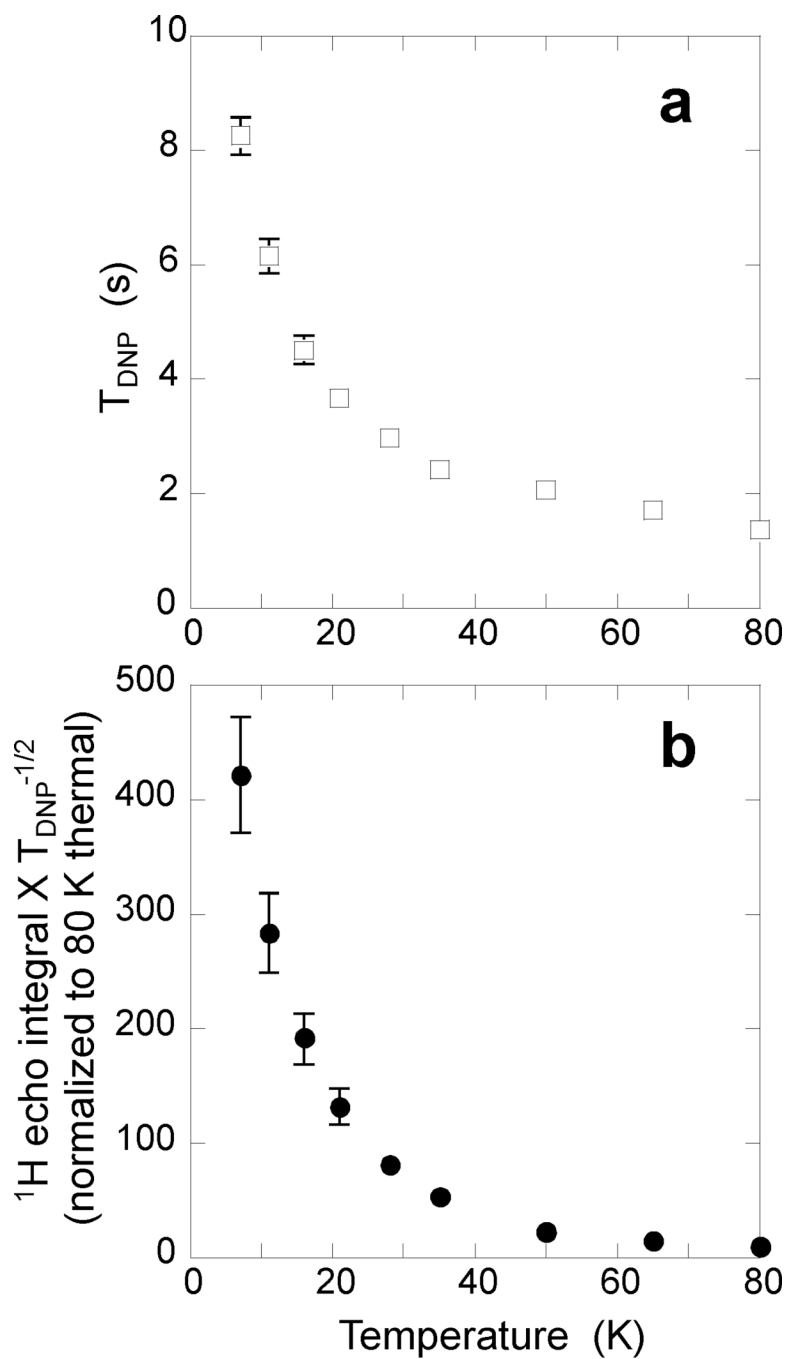 a
10
8
6
4
2
0
T_DNP (s)
0 20 40 60 80
b
500
400
300
200
100
0
¹H echo integral X T_DNP^-1/2
(normalized to 80 K thermal)
0 20 40 60 80
Temperature (K)